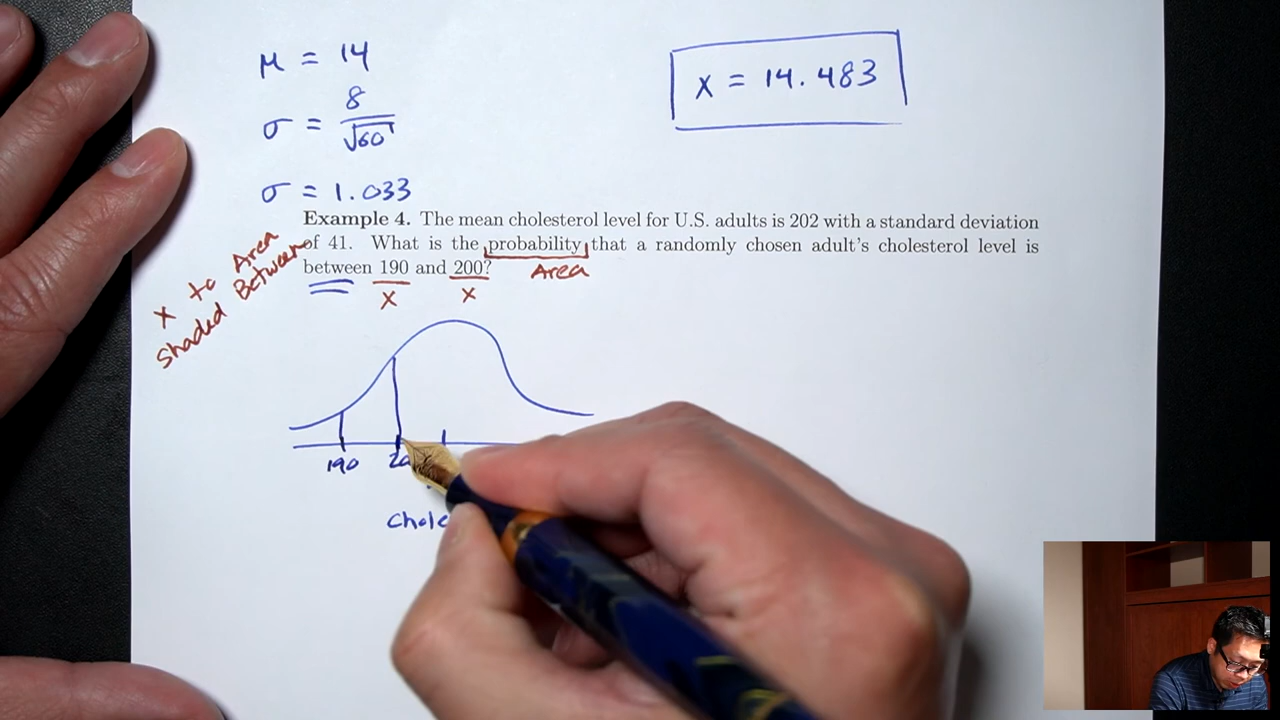 μ = 14
σ = 8/√60
σ = 1.033
x = 14.483
Example 4. The mean cholesterol level for U.S. adults is 202 with a standard deviation
of 41. What is the probability that a randomly chosen adult's cholesterol level is
between 190 and 200?
Area
x x
x to Area
Shaded Between
190